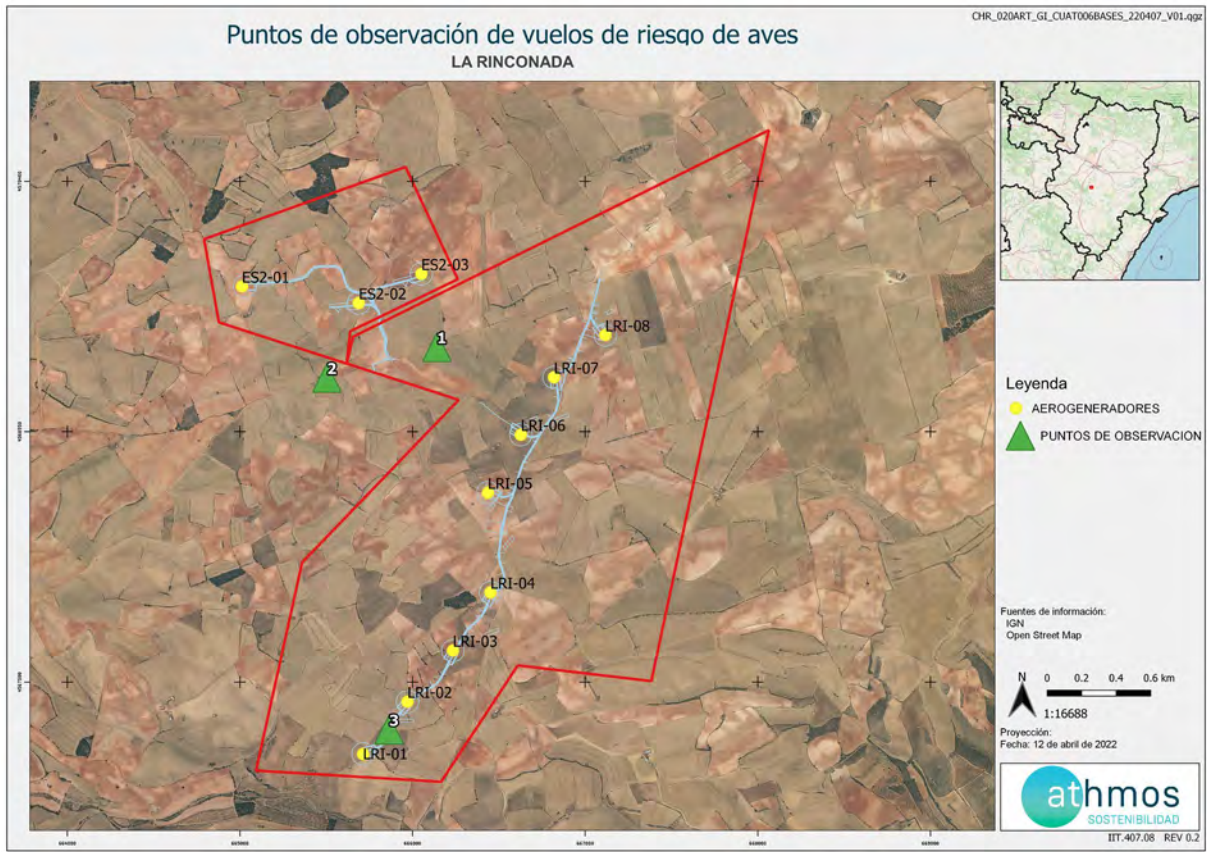 CHR_020ART_GI_CUAT006BASES_220407_V01.qgz
Puntos de observación de vuelos de riesgo de aves
LA RINCONADA
ES2-01
ES2-02
ES2-03
LRI-08
1
2
LRI-07
LRI-06
LRI-05
LRI-04
LRI-03
LRI-02
3
LRI-01
Leyenda
AEROGENERADORES
PUNTOS DE OBSERVACION
Fuentes de información:
IGN
Open Street Map
N
0 0.2 0.4 0.6 km
1:16688
Proyección:
Fecha: 12 de abril de 2022
athmos
SOSTENIBILIDAD
IIT.407.08 REV 0.2